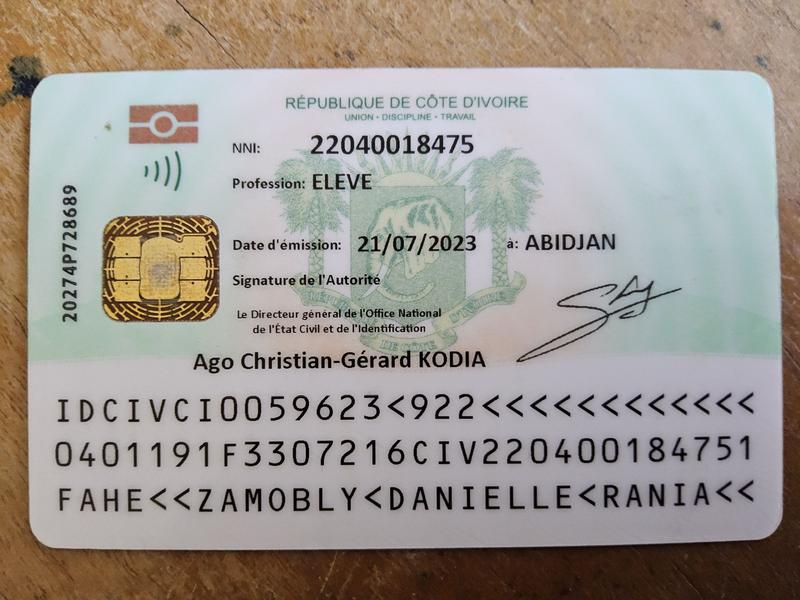 RÉPUBLIQUE DE CÔTE D'IVOIRE
UNION • DISCIPLINE • TRAVAIL
NNI: 22040018475
Profession: ELEVE
Date d'émission: 21/07/2023 à: ABIDJAN
Signature de l'Autorité
Le Directeur général de l'Office National
de l'État Civil et de l'Identification
Ago Christian-Gérard KODIA
20274P728689
IDCIVCI0059623<922<<<<<<<<<<<<
0401191F3307216CIV220400184751
FAHE<<ZAMOBLY<DANIELLE<RANIA<<